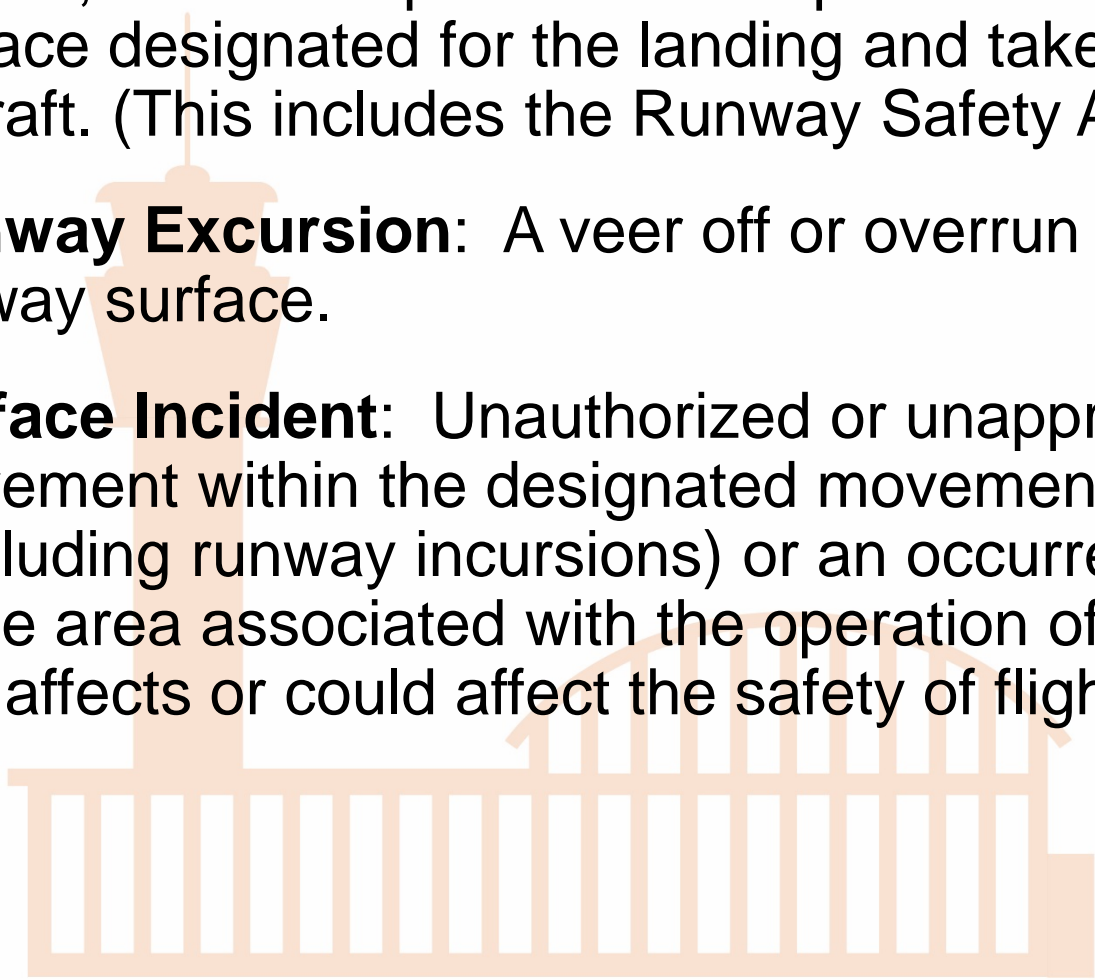 ace designated for the landing and take
raft. (This includes the Runway Safety A
way Excursion: A veer off or overrun
way surface.
face Incident: Unauthorized or unappr
ement within the designated movemen
luding runway incursions) or an occurre
e area associated with the operation of
affects or could affect the safety of fligh